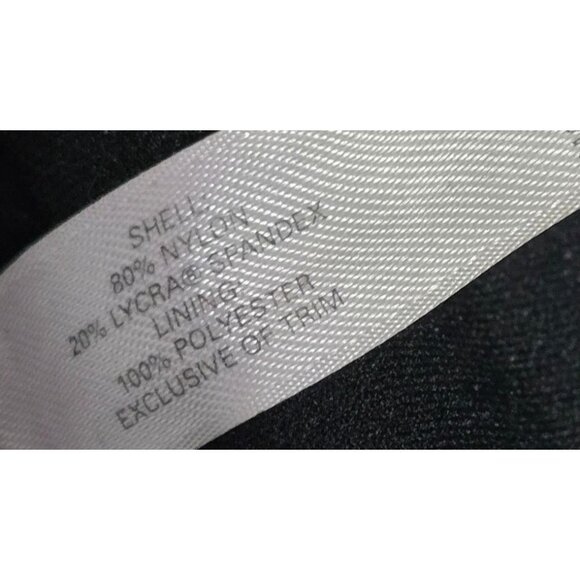 SHELL
80% NYLON
20% LYCRA® SPANDEX
LINING
100% POLYESTER
EXCLUSIVE OF TRIM